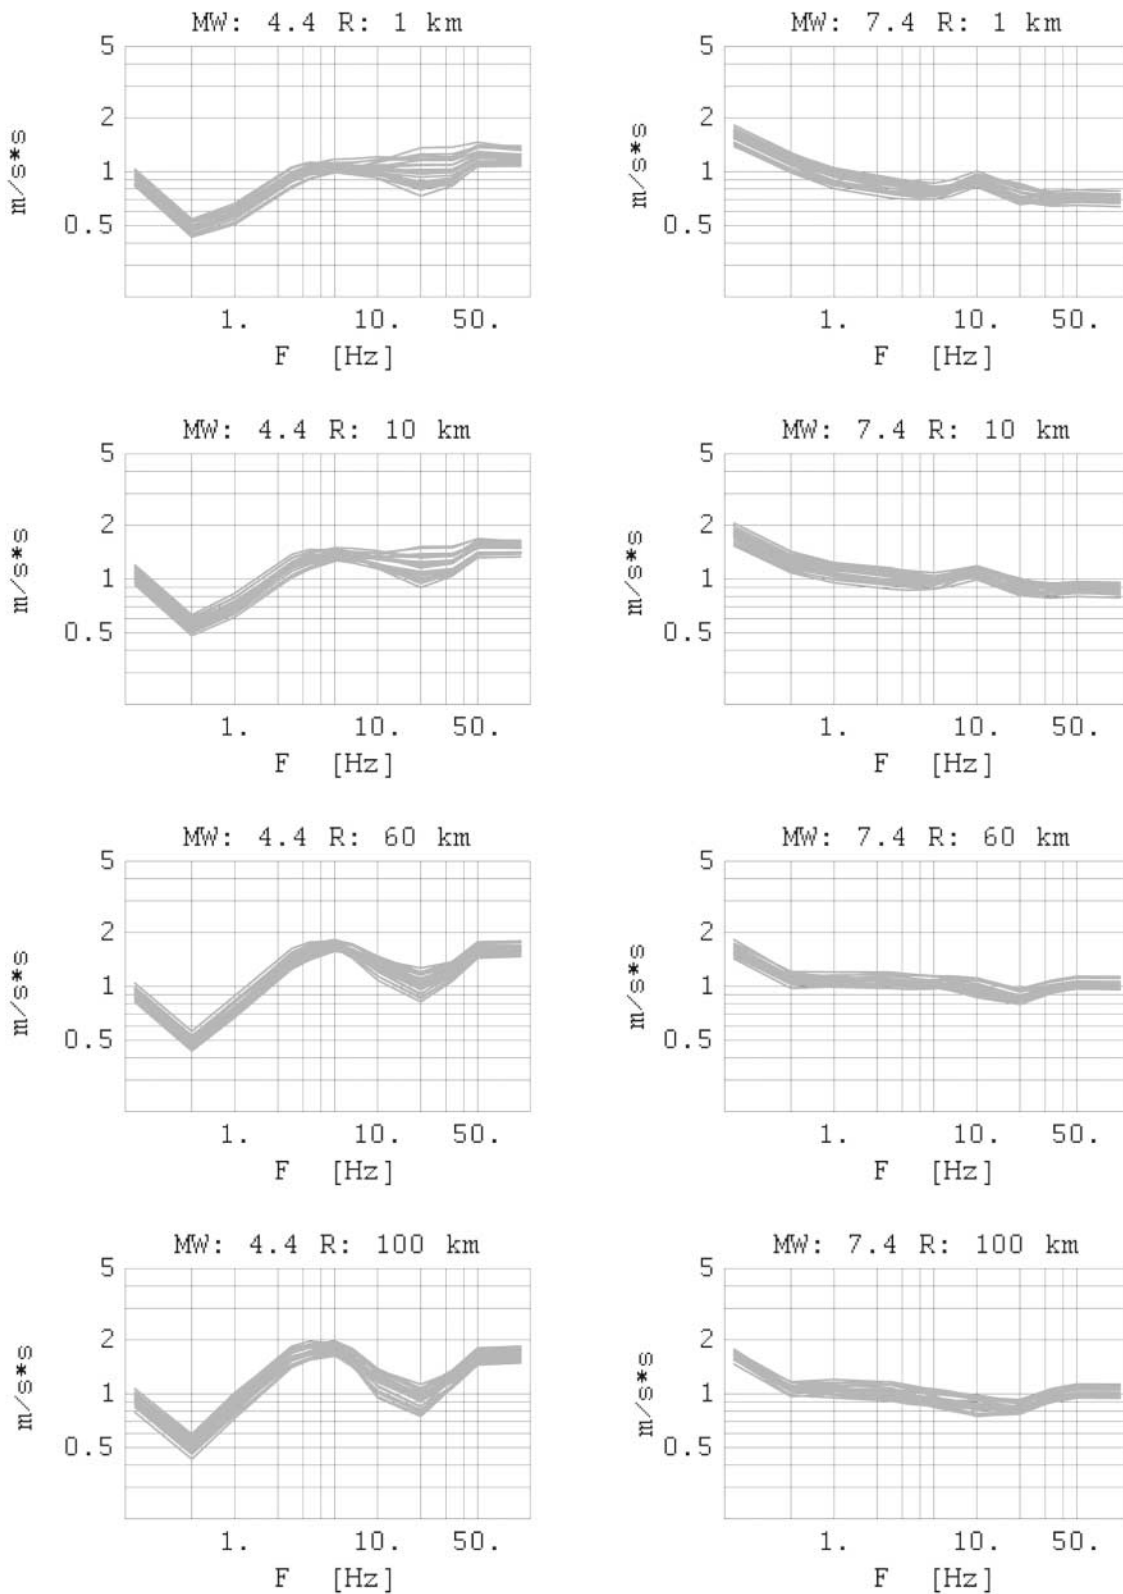 MW: 4.4 R: 1 km
5
2
1
0.5
m/s*s
1. 10. 50.
F [Hz]
MW: 7.4 R: 1 km
5
2
1
0.5
m/s*s
1. 10. 50.
F [Hz]
MW: 4.4 R: 10 km
5
2
1
0.5
m/s*s
1. 10. 50.
F [Hz]
MW: 7.4 R: 10 km
5
2
1
0.5
m/s*s
1. 10. 50.
F [Hz]
MW: 4.4 R: 60 km
5
2
1
0.5
m/s*s
1. 10. 50.
F [Hz]
MW: 7.4 R: 60 km
5
2
1
0.5
m/s*s
1. 10. 50.
F [Hz]
MW: 4.4 R: 100 km
5
2
1
0.5
m/s*s
1. 10. 50.
F [Hz]
MW: 7.4 R: 100 km
5
2
1
0.5
m/s*s
1. 10. 50.
F [Hz]